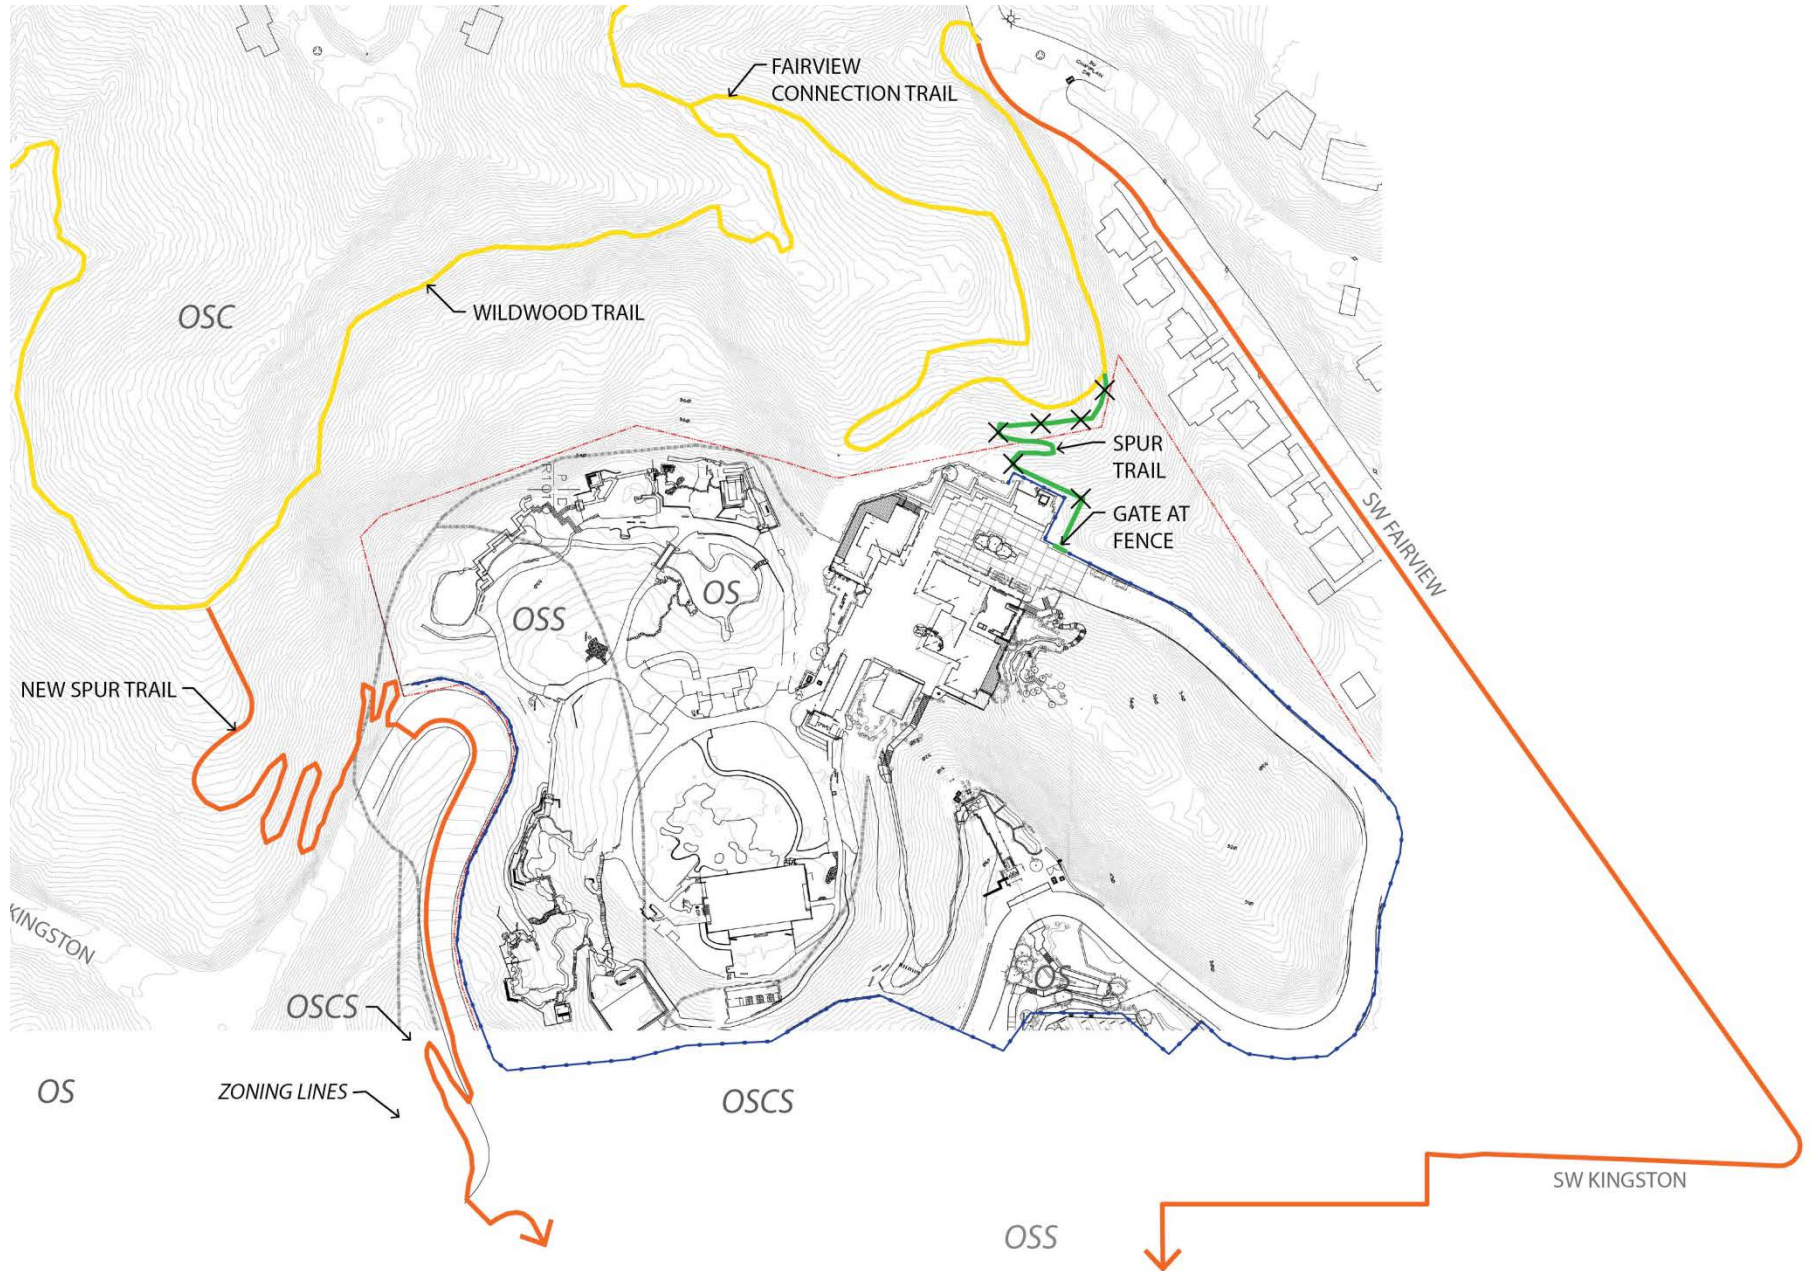 FAIRVIEW
CONNECTION TRAIL
OSC
WILDWOOD TRAIL
SPUR
TRAIL
GATE AT
FENCE
SW FAIRVIEW
OS
OSS
NEW SPUR TRAIL
KINGSTON
OSCS
OS
ZONING LINES
OSCS
SW KINGSTON
OSS